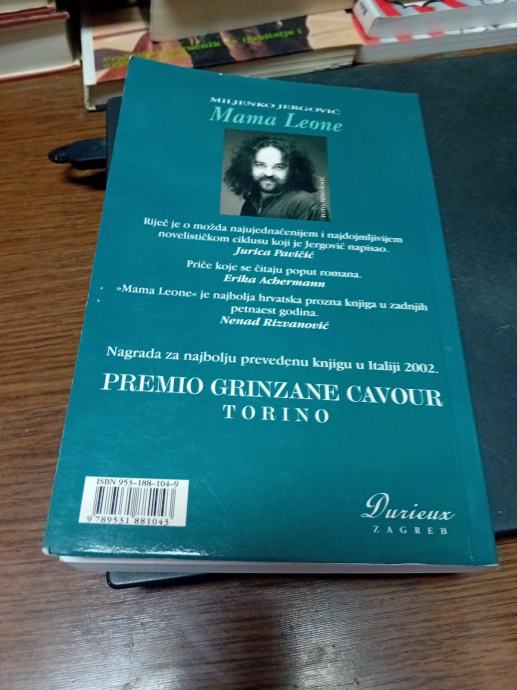 MILJENKO JERGOVIĆ
Mama Leone
Riječ je o možda najujednačenijem i najdojmljivijem
novelističkom ciklusu koji je Jergović napisao.
Jurica Pavičić
Priče koje se čitaju poput romana.
Erika Achermann
»Mama Leone« je najbolja hrvatska prozna knjiga u zadnjih
petnaest godina.
Nenad Rizvanović
Nagrada za najbolju prevedenu knjigu u Italiji 2002.
PREMIO GRINZANE CAVOUR
TORINO
ISBN 953-188-104-9
9 789531 881043
Durieux
ZAGREB